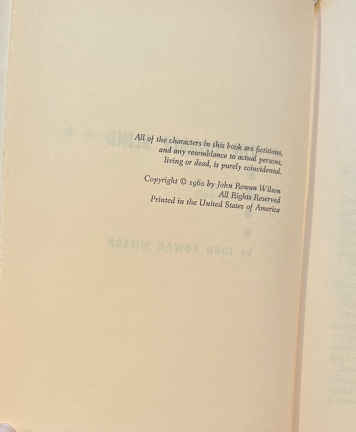 All of the characters in this book are fictitious,
and any resemblance to actual persons,
living or dead, is purely coincidental.
Copyright © 1960 by John Rowan Wilson
All Rights Reserved
Printed in the United States of America